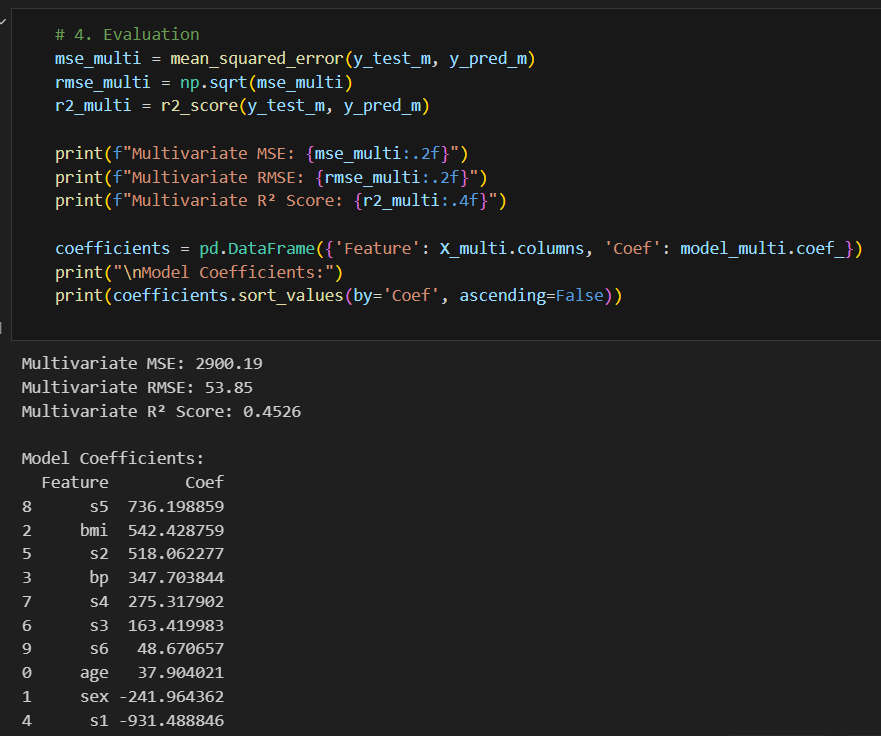 # 4. Evaluation
mse_multi = mean_squared_error(y_test_m, y_pred_m)
rmse_multi = np.sqrt(mse_multi)
r2_multi = r2_score(y_test_m, y_pred_m)
print(f"Multivariate MSE: {mse_multi:.2f}")
print(f"Multivariate RMSE: {rmse_multi:.2f}")
print(f"Multivariate R² Score: {r2_multi:.4f}")
coefficients = pd.DataFrame({'Feature': X_multi.columns, 'Coef': model_multi.coef_})
print("\nModel Coefficients:")
print(coefficients.sort_values(by='Coef', ascending=False))
Multivariate MSE: 2900.19
Multivariate RMSE: 53.85
Multivariate R² Score: 0.4526
Model Coefficients:
Feature Coef
8 s5 736.198859
2 bmi 542.428759
5 s2 518.062277
3 bp 347.703844
7 s4 275.317902
6 s3 163.419983
9 s6 48.670657
0 age 37.904021
1 sex -241.964362
4 s1 -931.488846